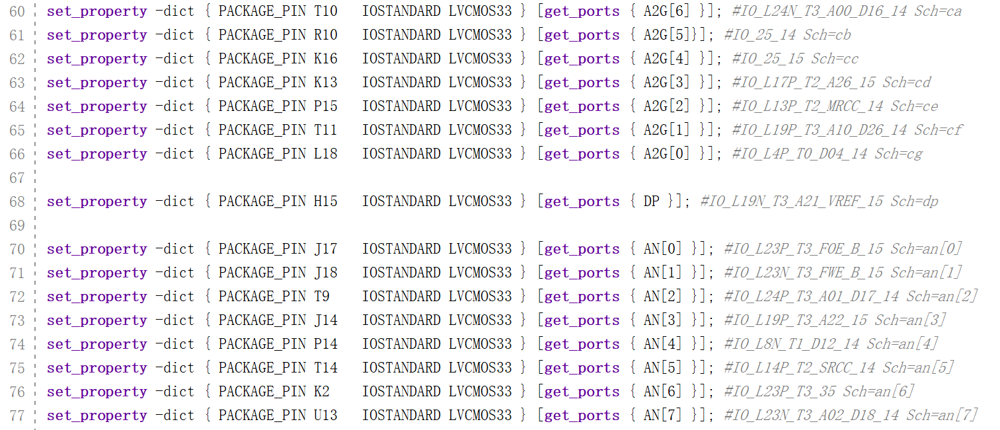 60 set_property -dict { PACKAGE_PIN T10   IOSTANDARD LVCMOS33 } [get_ports { A2G[6] }]; #IO_L24N_T3_A00_D16_14 Sch=ca
61 set_property -dict { PACKAGE_PIN R10   IOSTANDARD LVCMOS33 } [get_ports { A2G[5]}]; #IO_25_14 Sch=cb
62 set_property -dict { PACKAGE_PIN K16   IOSTANDARD LVCMOS33 } [get_ports { A2G[4] }]; #IO_25_15 Sch=cc
63 set_property -dict { PACKAGE_PIN K13   IOSTANDARD LVCMOS33 } [get_ports { A2G[3] }]; #IO_L17P_T2_A26_15 Sch=cd
64 set_property -dict { PACKAGE_PIN P15   IOSTANDARD LVCMOS33 } [get_ports { A2G[2] }]; #IO_L13P_T2_MRCC_14 Sch=ce
65 set_property -dict { PACKAGE_PIN T11   IOSTANDARD LVCMOS33 } [get_ports { A2G[1] }]; #IO_L19P_T3_A10_D26_14 Sch=cf
66 set_property -dict { PACKAGE_PIN L18   IOSTANDARD LVCMOS33 } [get_ports { A2G[0] }]; #IO_L4P_T0_D04_14 Sch=cg
67
68 set_property -dict { PACKAGE_PIN H15   IOSTANDARD LVCMOS33 } [get_ports { DP }]; #IO_L19N_T3_A21_VREF_15 Sch=dp
69
70 set_property -dict { PACKAGE_PIN J17   IOSTANDARD LVCMOS33 } [get_ports { AN[0] }]; #IO_L23P_T3_FOE_B_15 Sch=an[0]
71 set_property -dict { PACKAGE_PIN J18   IOSTANDARD LVCMOS33 } [get_ports { AN[1] }]; #IO_L23N_T3_FWE_B_15 Sch=an[1]
72 set_property -dict { PACKAGE_PIN T9    IOSTANDARD LVCMOS33 } [get_ports { AN[2] }]; #IO_L24P_T3_A01_D17_14 Sch=an[2]
73 set_property -dict { PACKAGE_PIN J14   IOSTANDARD LVCMOS33 } [get_ports { AN[3] }]; #IO_L19P_T3_A22_15 Sch=an[3]
74 set_property -dict { PACKAGE_PIN P14   IOSTANDARD LVCMOS33 } [get_ports { AN[4] }]; #IO_L8N_T1_D12_14 Sch=an[4]
75 set_property -dict { PACKAGE_PIN T14   IOSTANDARD LVCMOS33 } [get_ports { AN[5] }]; #IO_L14P_T2_SRCC_14 Sch=an[5]
76 set_property -dict { PACKAGE_PIN K2    IOSTANDARD LVCMOS33 } [get_ports { AN[6] }]; #IO_L23P_T3_35 Sch=an[6]
77 set_property -dict { PACKAGE_PIN U13   IOSTANDARD LVCMOS33 } [get_ports { AN[7] }]; #IO_L23N_T3_A02_D18_14 Sch=an[7]